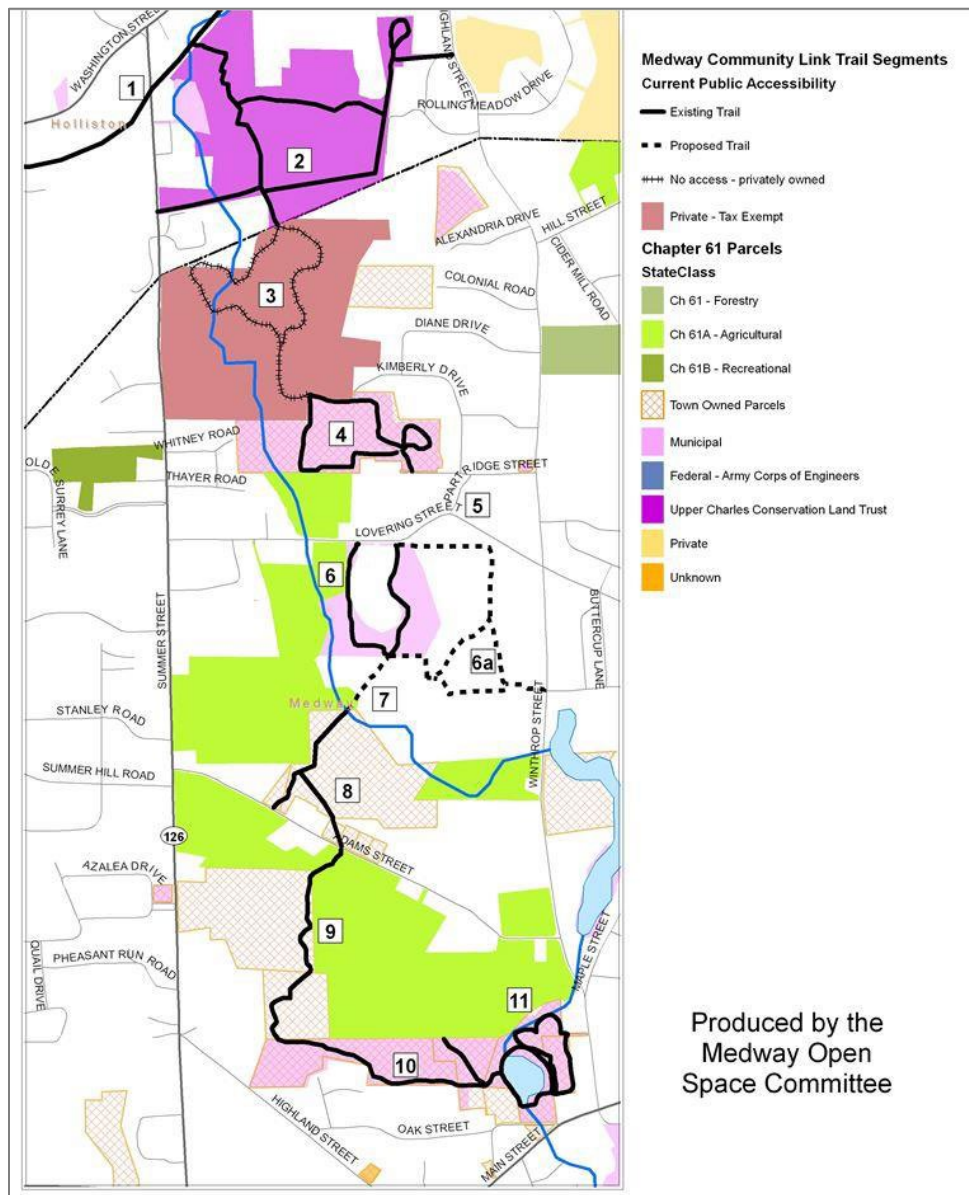 WASHINGTON STREET
HIGHLAND STREET
1
Holliston
ROLLING MEADOW DRIVE
2
ALEXANDRIA DRIVE
HILL STREET
CIDER MILL ROAD
COLONIAL ROAD
3
DIANE DRIVE
KIMBERLY DRIVE
WHITNEY ROAD
4
OLDE SURREY LANE
THAYER ROAD
PARTRIDGE STREET
5
LOVERING STREET
6
BUTTERCUP LANE
SUMMER STREET
6a
7
Medway
STANLEY ROAD
WINTHROP STREET
SUMMER HILL ROAD
8
126
ADAMS STREET
AZALEA DRIVE
9
QUAIL DRIVE
PHEASANT RUN ROAD
MAPLE STREET
11
10
HIGHLAND STREET
OAK STREET
MAIN STREET
Medway Community Link Trail Segments
Current Public Accessibility
Existing Trail
Proposed Trail
No access - privately owned
Private - Tax Exempt
Chapter 61 Parcels
StateClass
Ch 61 - Forestry
Ch 61A - Agricultural
Ch 61B - Recreational
Town Owned Parcels
Municipal
Federal - Army Corps of Engineers
Upper Charles Conservation Land Trust
Private
Unknown
Produced by the
Medway Open
Space Committee